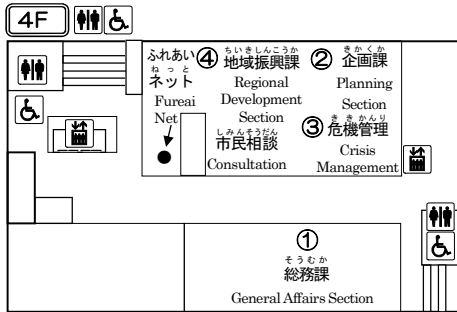 4F
ふれあい
ねっと
ネット
Fureai
Net
④
ちいきしんこうか
地域振興課
Regional
Development
Section
しみんそうだん
市民相談
Consultation
②
きかくか
企画課
Planning
Section
③
ききかんり
危機管理
Crisis
Management
①
そうむか
総務課
General Affairs Section